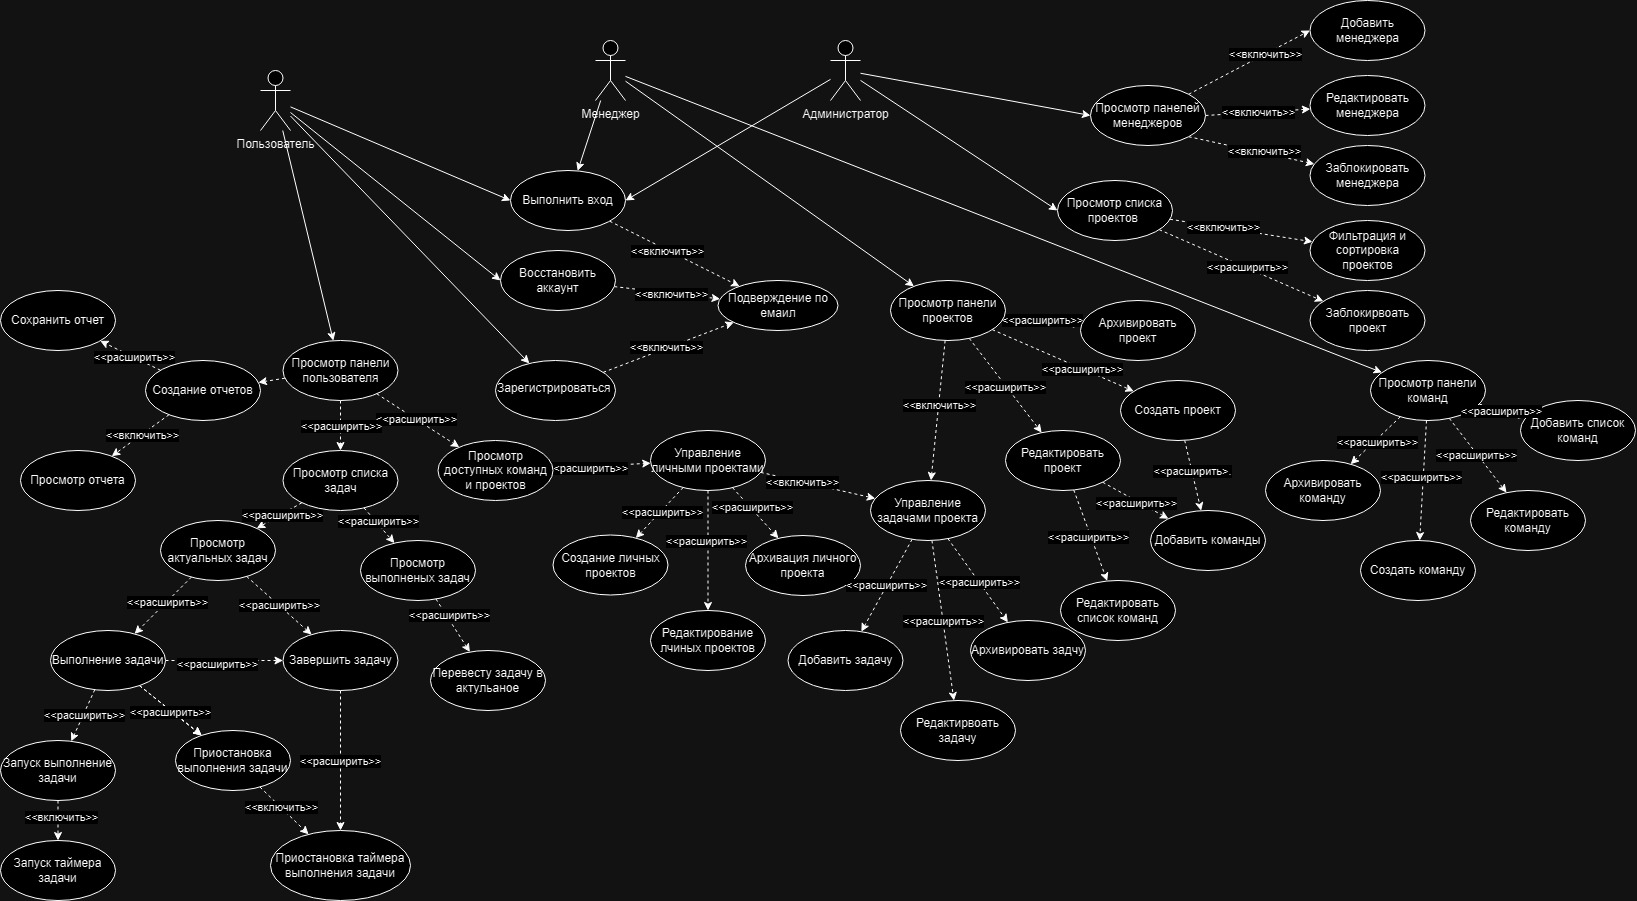 Добавить
менеджера
<<включить>>
Пользователь
Менеджер
Администратор
Просмотр панелей
менеджеров
<<включить>>
Редактировать
менеджера
<<включить>>
Заблокировать
менеджера
Выполнить вход
Просмотр списка
проектов
<<включить>>
Фильтрация и
сортировка
проектов
<<расширить>>
Заблокирвоать
проект
<<включить>>
Восстановить
аккаунт
<<включить>>
Подверждение по
емаил
<<включить>>
Зарегистрироваться
Просмотр панели
проектов
<<расширить>>
Архивировать
проект
<<расширить>>
Создать проект
<<расширить>>
<<включить>>
Просмотр панели
команд
<<расширить>>
Добавить список
команд
<<расширить>>
<<расширить>>
<<расширить>>
Архивировать
команду
Редактировать
команду
Создать команду
Сохранить отчет
<<расширить>>
Создание отчетов
Просмотр панели
пользователя
<<включить>>
Просмотр отчета
<<расширить>>
<<расширить>>
Просмотр списка
задач
Просмотр
доступных команд
и проектов
<<расширить>>
Управление
личными проектами
<<включить>>
Управление
задачами проекта
Редактировать
проект
<<расширить>.
<<расширить>>
Добавить команды
<<расширить>>
Редактировать
список команд
<<расширить>>
<<расширить>>
<<расширить>>
<<расширить>>
<<расширить>>
Просмотр
актуальных задач
Просмотр
выполненых задач
Создание личных
проектов
Архивация личного
проекта
Редактирование
лчиных проектов
<<расширить>>
<<расширить>>
<<расширить>>
Добавить задачу
Архивировать задчу
Редактирвоать
задачу
<<расширить>>
<<расширить>>
<<расширить>>
Выполнение задачи
<<расширить>>
Завершить задачу
Перевесту задачу в
актульаное
<<расширить>>
<<расширить>>
Запуск выполнение
задачи
Приостановка
выполнения задачи
<<расширить>>
<<включить>>
<<включить>>
Запуск таймера
задачи
Приостановка таймера
выполнения задачи